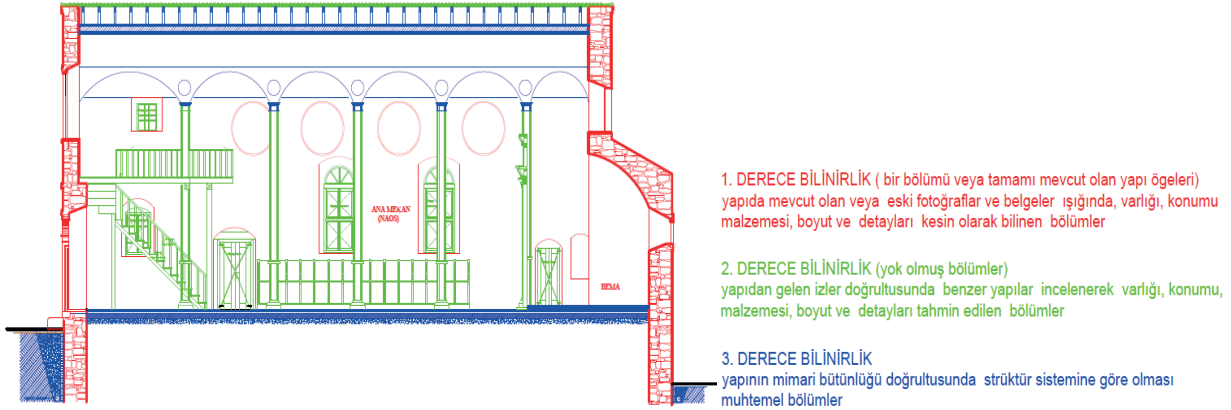 ANA MEKAN
(NAOS)
BEMA
1. DERECE BİLİNİRLİK ( bir bölümü veya tamamı mevcut olan yapı ögeleri)
yapıda mevcut olan veya eski fotoğraflar ve belgeler ışığında, varlığı, konumu
malzemesi, boyut ve detayları kesin olarak bilinen bölümler
2. DERECE BİLİNİRLİK (yok olmuş bölümler)
yapıdan gelen izler doğrultusunda benzer yapılar incelenerek varlığı, konumu,
malzemesi, boyut ve detayları tahmin edilen bölümler
3. DERECE BİLİNİRLİK
yapının mimari bütünlüğü doğrultusunda strüktür sistemine göre olması
muhtemel bölümler